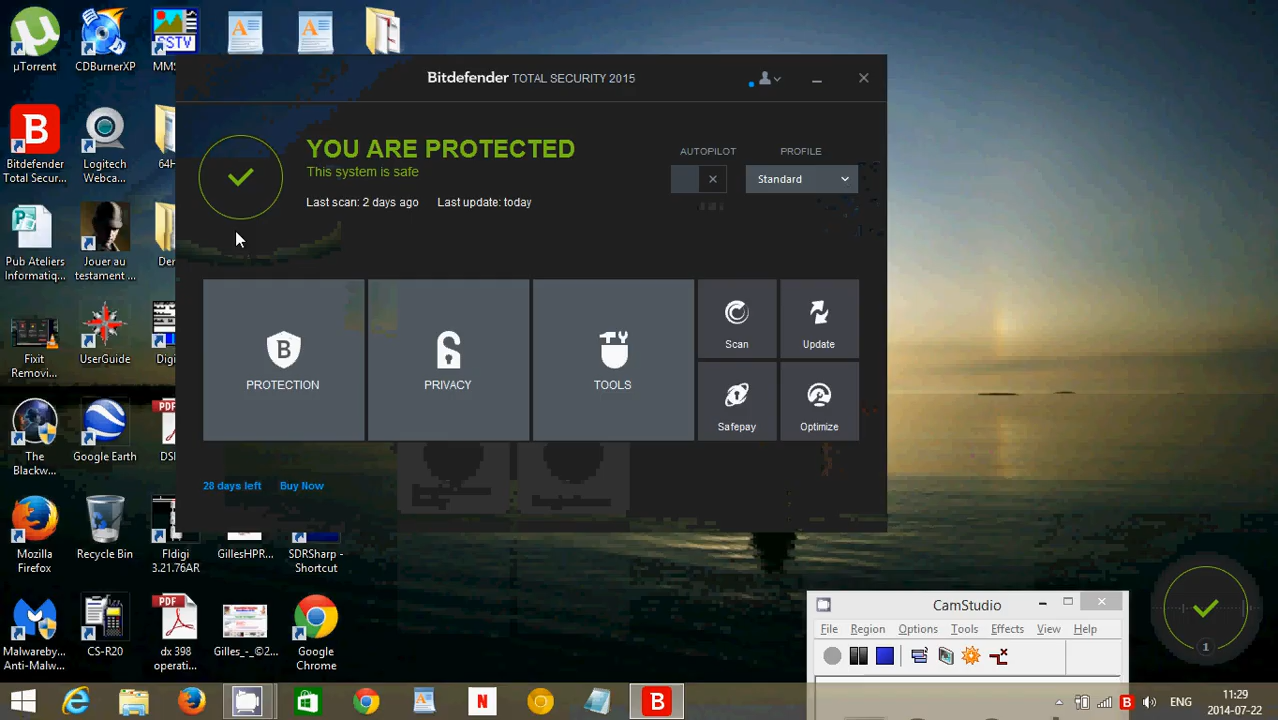 µTorrent
CDBurnerXP
SSTV
MM
Bitdefender TOTAL SECURITY 2015
YOU ARE PROTECTED
This system is safe
Last scan: 2 days ago Last update: today
AUTOPILOT
PROFILE
Standard
Bitdefender
Total Secur...
Logitech
Webca...
64H
Pub Ateliers
Informatiq...
Jouer au
testament ...
Der
PROTECTION
PRIVACY
TOOLS
Scan
Update
Safepay
Optimize
Fixit
Removi...
UserGuide
Digi
28 days left Buy Now
The
Blackw...
Google Earth
PDF
DSI
Mozilla
Firefox
Recycle Bin
Fldigi
3.21.76AR
GillesHPR...
SDRSharp -
Shortcut
Malwareby...
Anti-Malw...
CS-R20
PDF
dx 398
operati...
Gilles_-_©2...
Google
Chrome
CamStudio
File Region Options Tools Effects View Help
1
N
B
B
ENG
11:29
2014-07-22